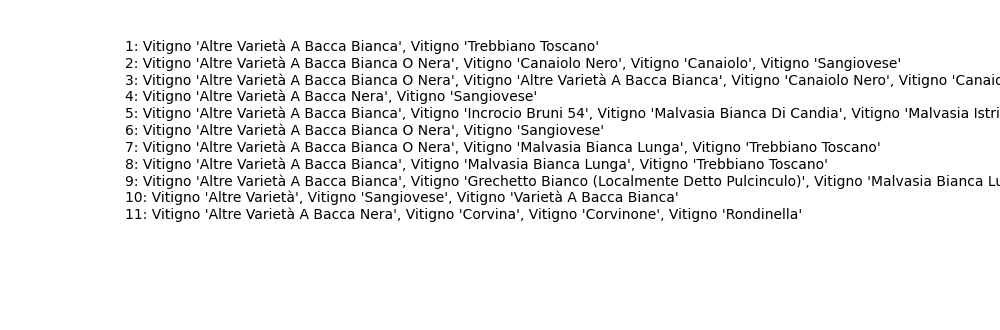 1: Vitigno 'Altre Varietà A Bacca Bianca', Vitigno 'Trebbiano Toscano'
2: Vitigno 'Altre Varietà A Bacca Bianca O Nera', Vitigno 'Canaiolo Nero', Vitigno 'Canaiolo', Vitigno 'Sangiovese'
3: Vitigno 'Altre Varietà A Bacca Bianca O Nera', Vitigno 'Altre Varietà A Bacca Bianca', Vitigno 'Canaiolo Nero', Vitigno
4: Vitigno 'Altre Varietà A Bacca Nera', Vitigno 'Sangiovese'
5: Vitigno 'Altre Varietà A Bacca Bianca', Vitigno 'Incrocio Bruni 54', Vitigno 'Malvasia Bianca Di Candia', Vitigno 'Malvasia
6: Vitigno 'Altre Varietà A Bacca Bianca O Nera', Vitigno 'Sangiovese'
7: Vitigno 'Altre Varietà A Bacca Bianca O Nera', Vitigno 'Malvasia Bianca Lunga', Vitigno 'Trebbiano Toscano'
8: Vitigno 'Altre Varietà A Bacca Bianca', Vitigno 'Malvasia Bianca Lunga', Vitigno 'Trebbiano Toscano'
9: Vitigno 'Altre Varietà A Bacca Bianca', Vitigno 'Grechetto Bianco (Localmente Detto Pulcinculo)', Vitigno 'Malvasia Bianca
10: Vitigno 'Altre Varietà', Vitigno 'Sangiovese', Vitigno 'Varietà A Bacca Bianca'
11: Vitigno 'Altre Varietà A Bacca Nera', Vitigno 'Corvina', Vitigno 'Corvinone', Vitigno 'Rondinella'